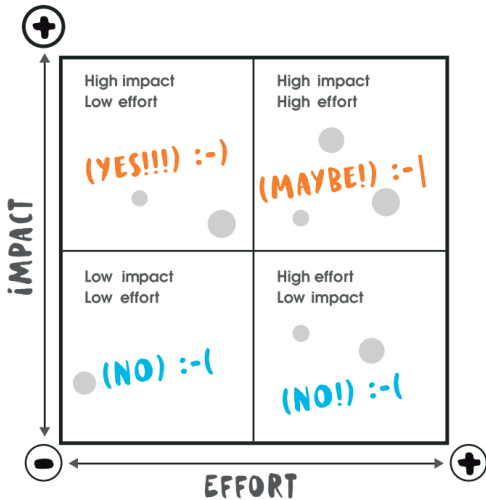 +
High impact
Low effort
(YES!!!) :-)
High impact
High effort
(MAYBE!) :-|
IMPACT
Low impact
Low effort
(NO) :-(
High effort
Low impact
(NO!) :-(
-
+
EFFORT